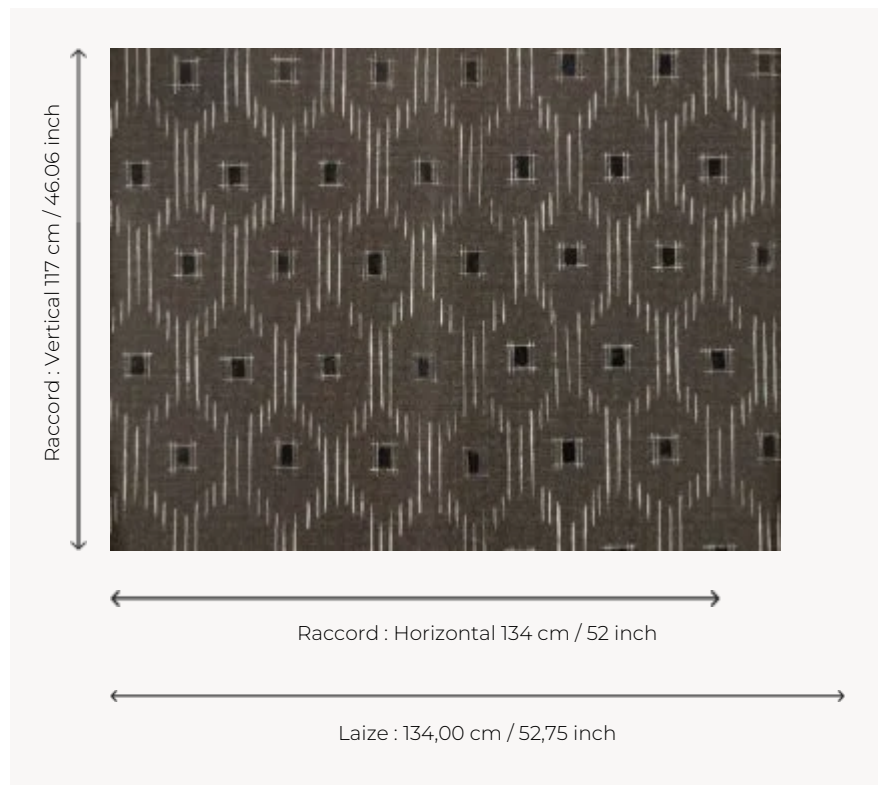 Raccord : Vertical 117 cm / 46.06 inch
Raccord : Horizontal 134 cm / 52 inch
Laize : 134,00 cm / 52,75 inch